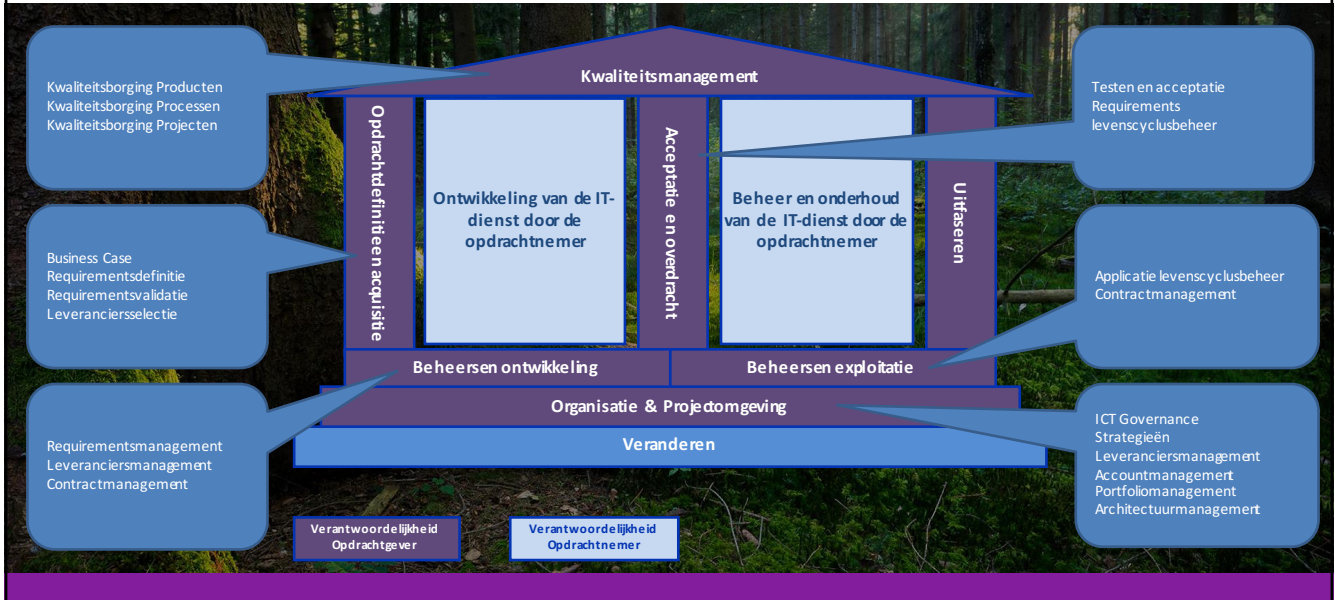 Kwaliteitsmanagement
Kwaliteitsborging Producten
Kwaliteitsborging Processen
Kwaliteitsborging Projecten
Testen en acceptatie
Requirements
levenscyclusbeheer
Opdrachtdefinitie en acquisitie
Ontwikkeling van de IT-
dienst door de
opdrachtnemer
Acceptatie en overdracht
Beheer en onderhoud
van de IT-dienst door de
opdrachtnemer
Uitfaseren
Business Case
Requirementsdefinitie
Requirementsvalidatie
Leveranciersselectie
Applicatie levenscyclusbeheer
Contractmanagement
Beheersen ontwikkeling
Beheersen exploitatie
Organisatie & Projectomgeving
Veranderen
Requirementsmanagement
Leveranciersmanagement
Contractmanagement
ICT Governance
Strategieën
Leveranciersmanagement
Accountmanagement
Portfoliomanagement
Architectuurmanagement
Verantwoordelijkheid
Opdrachtgever
Verantwoordelijkheid
Opdrachtnemer